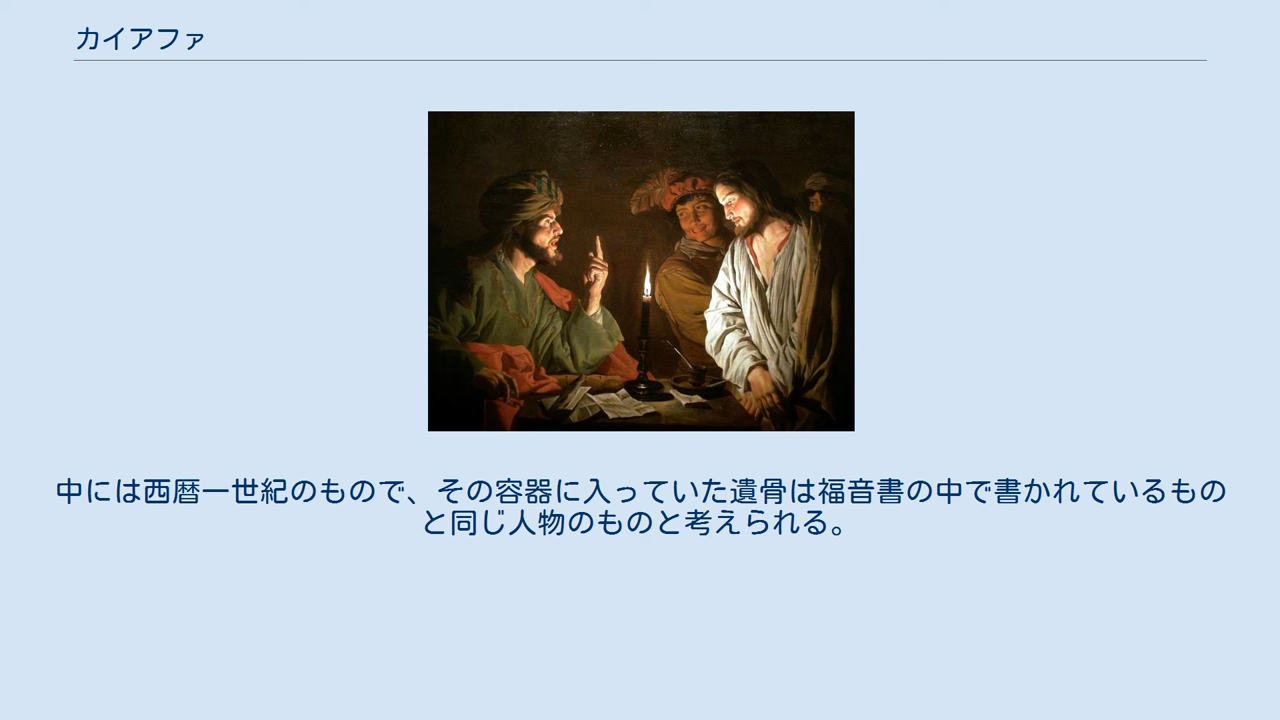 カイアファ
中には西暦一世紀のもので、その容器に入っていた遺骨は福音書の中で書かれているもの
と同じ人物のものと考えられる。